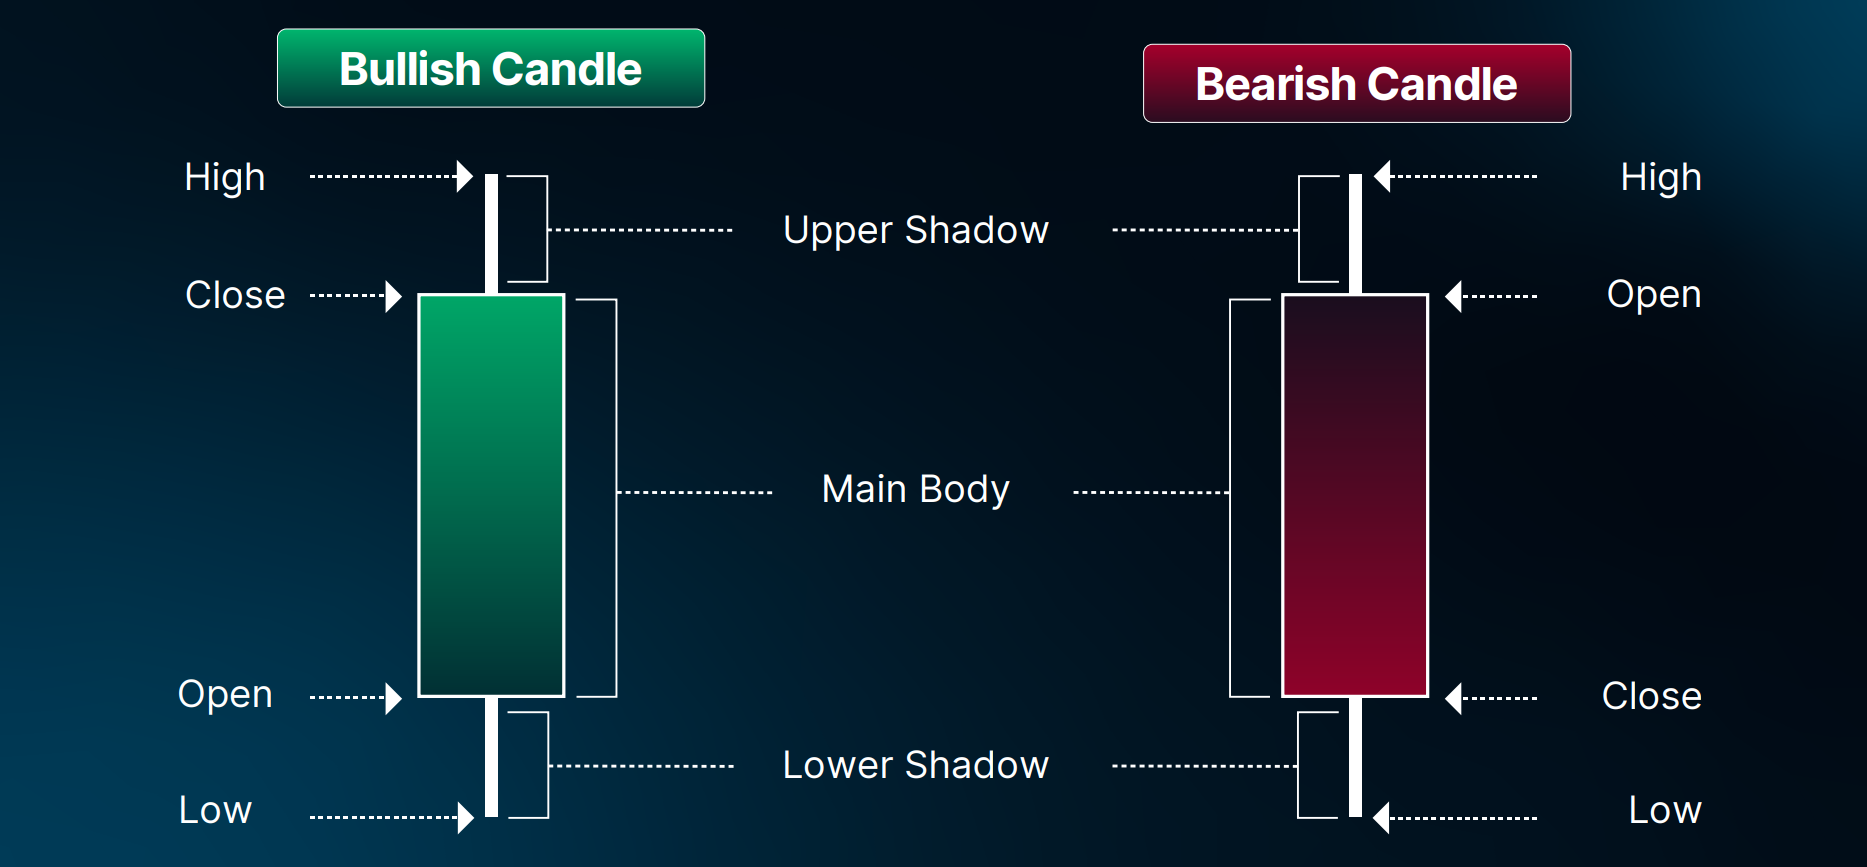 Bullish Candle
Bearish Candle
High
High
Upper Shadow
Close
Open
Main Body
Open
Close
Lower Shadow
Low
Low